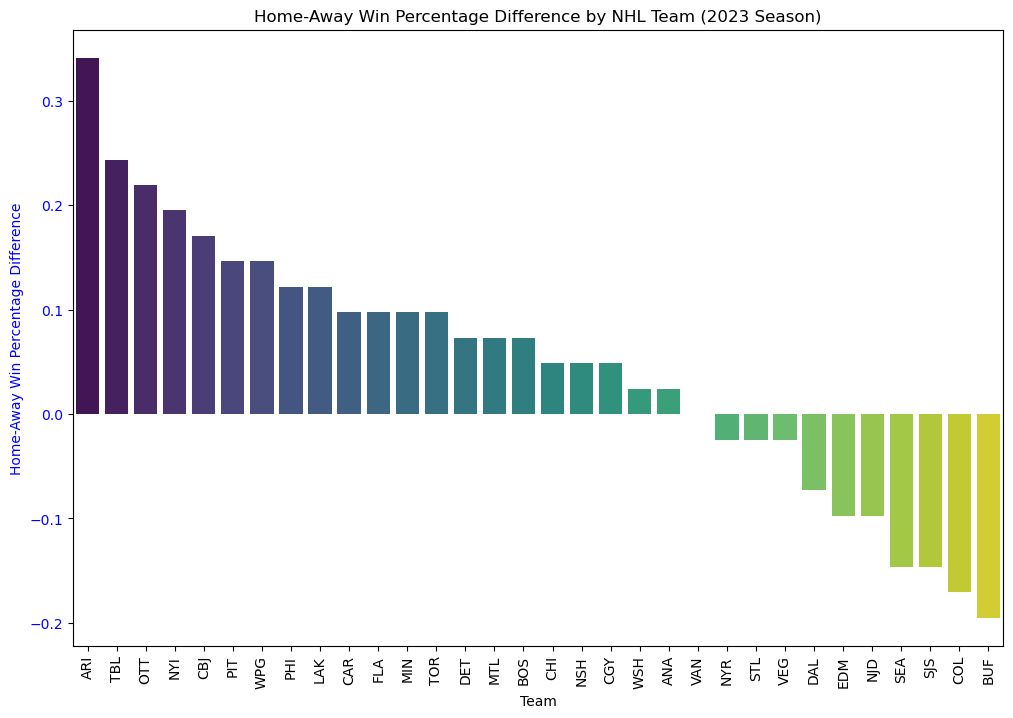 Home-Away Win Percentage Difference by NHL Team (2023 Season)
Home-Away Win Percentage Difference
0.3
0.2
0.1
0.0
−0.1
−0.2
ARI TBL OTT NYI CBJ PIT WPG PHI LAK CAR FLA MIN TOR DET MTL BOS CHI NSH CGY WSH ANA VAN NYR STL VEG DAL EDM NJD SEA SJS COL BUF
Team